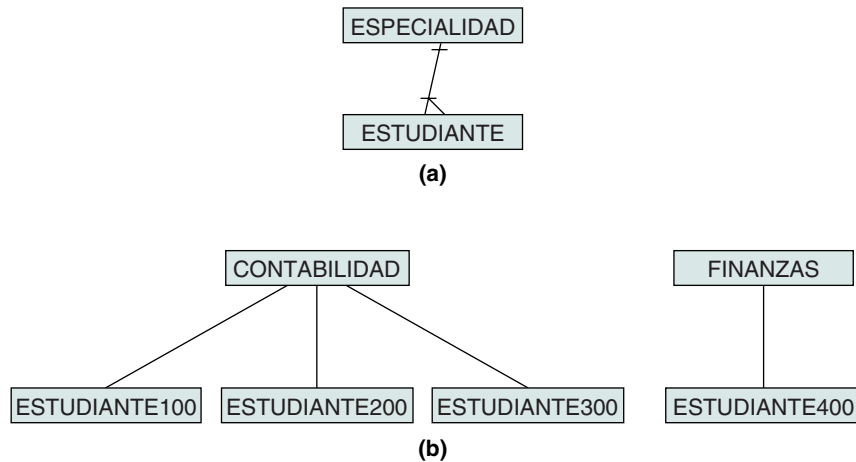 ESPECIALIDAD
ESTUDIANTE
(a)
CONTABILIDAD
FINANZAS
ESTUDIANTE100
ESTUDIANTE200
ESTUDIANTE300
ESTUDIANTE400
(b)